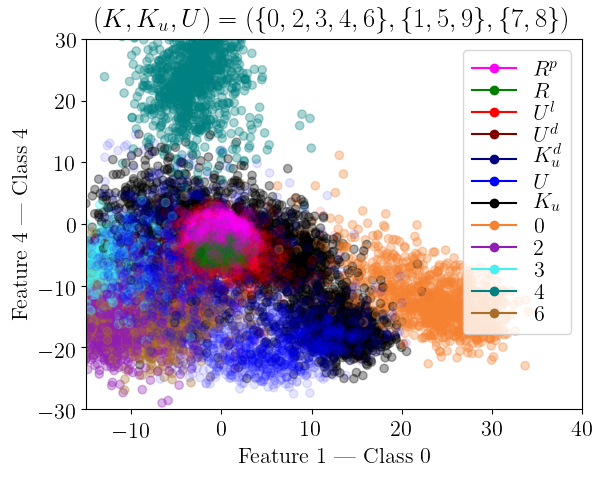 (K, K_u, U) = ({0, 2, 3, 4, 6}, {1, 5, 9}, {7, 8})
30
20
10
0
−10
−20
−30
Feature 4 — Class 4
−10
0
10
20
30
40
Feature 1 — Class 0
R^p
R
U^l
U^d
K_u^d
U
K_u
0
2
3
4
6